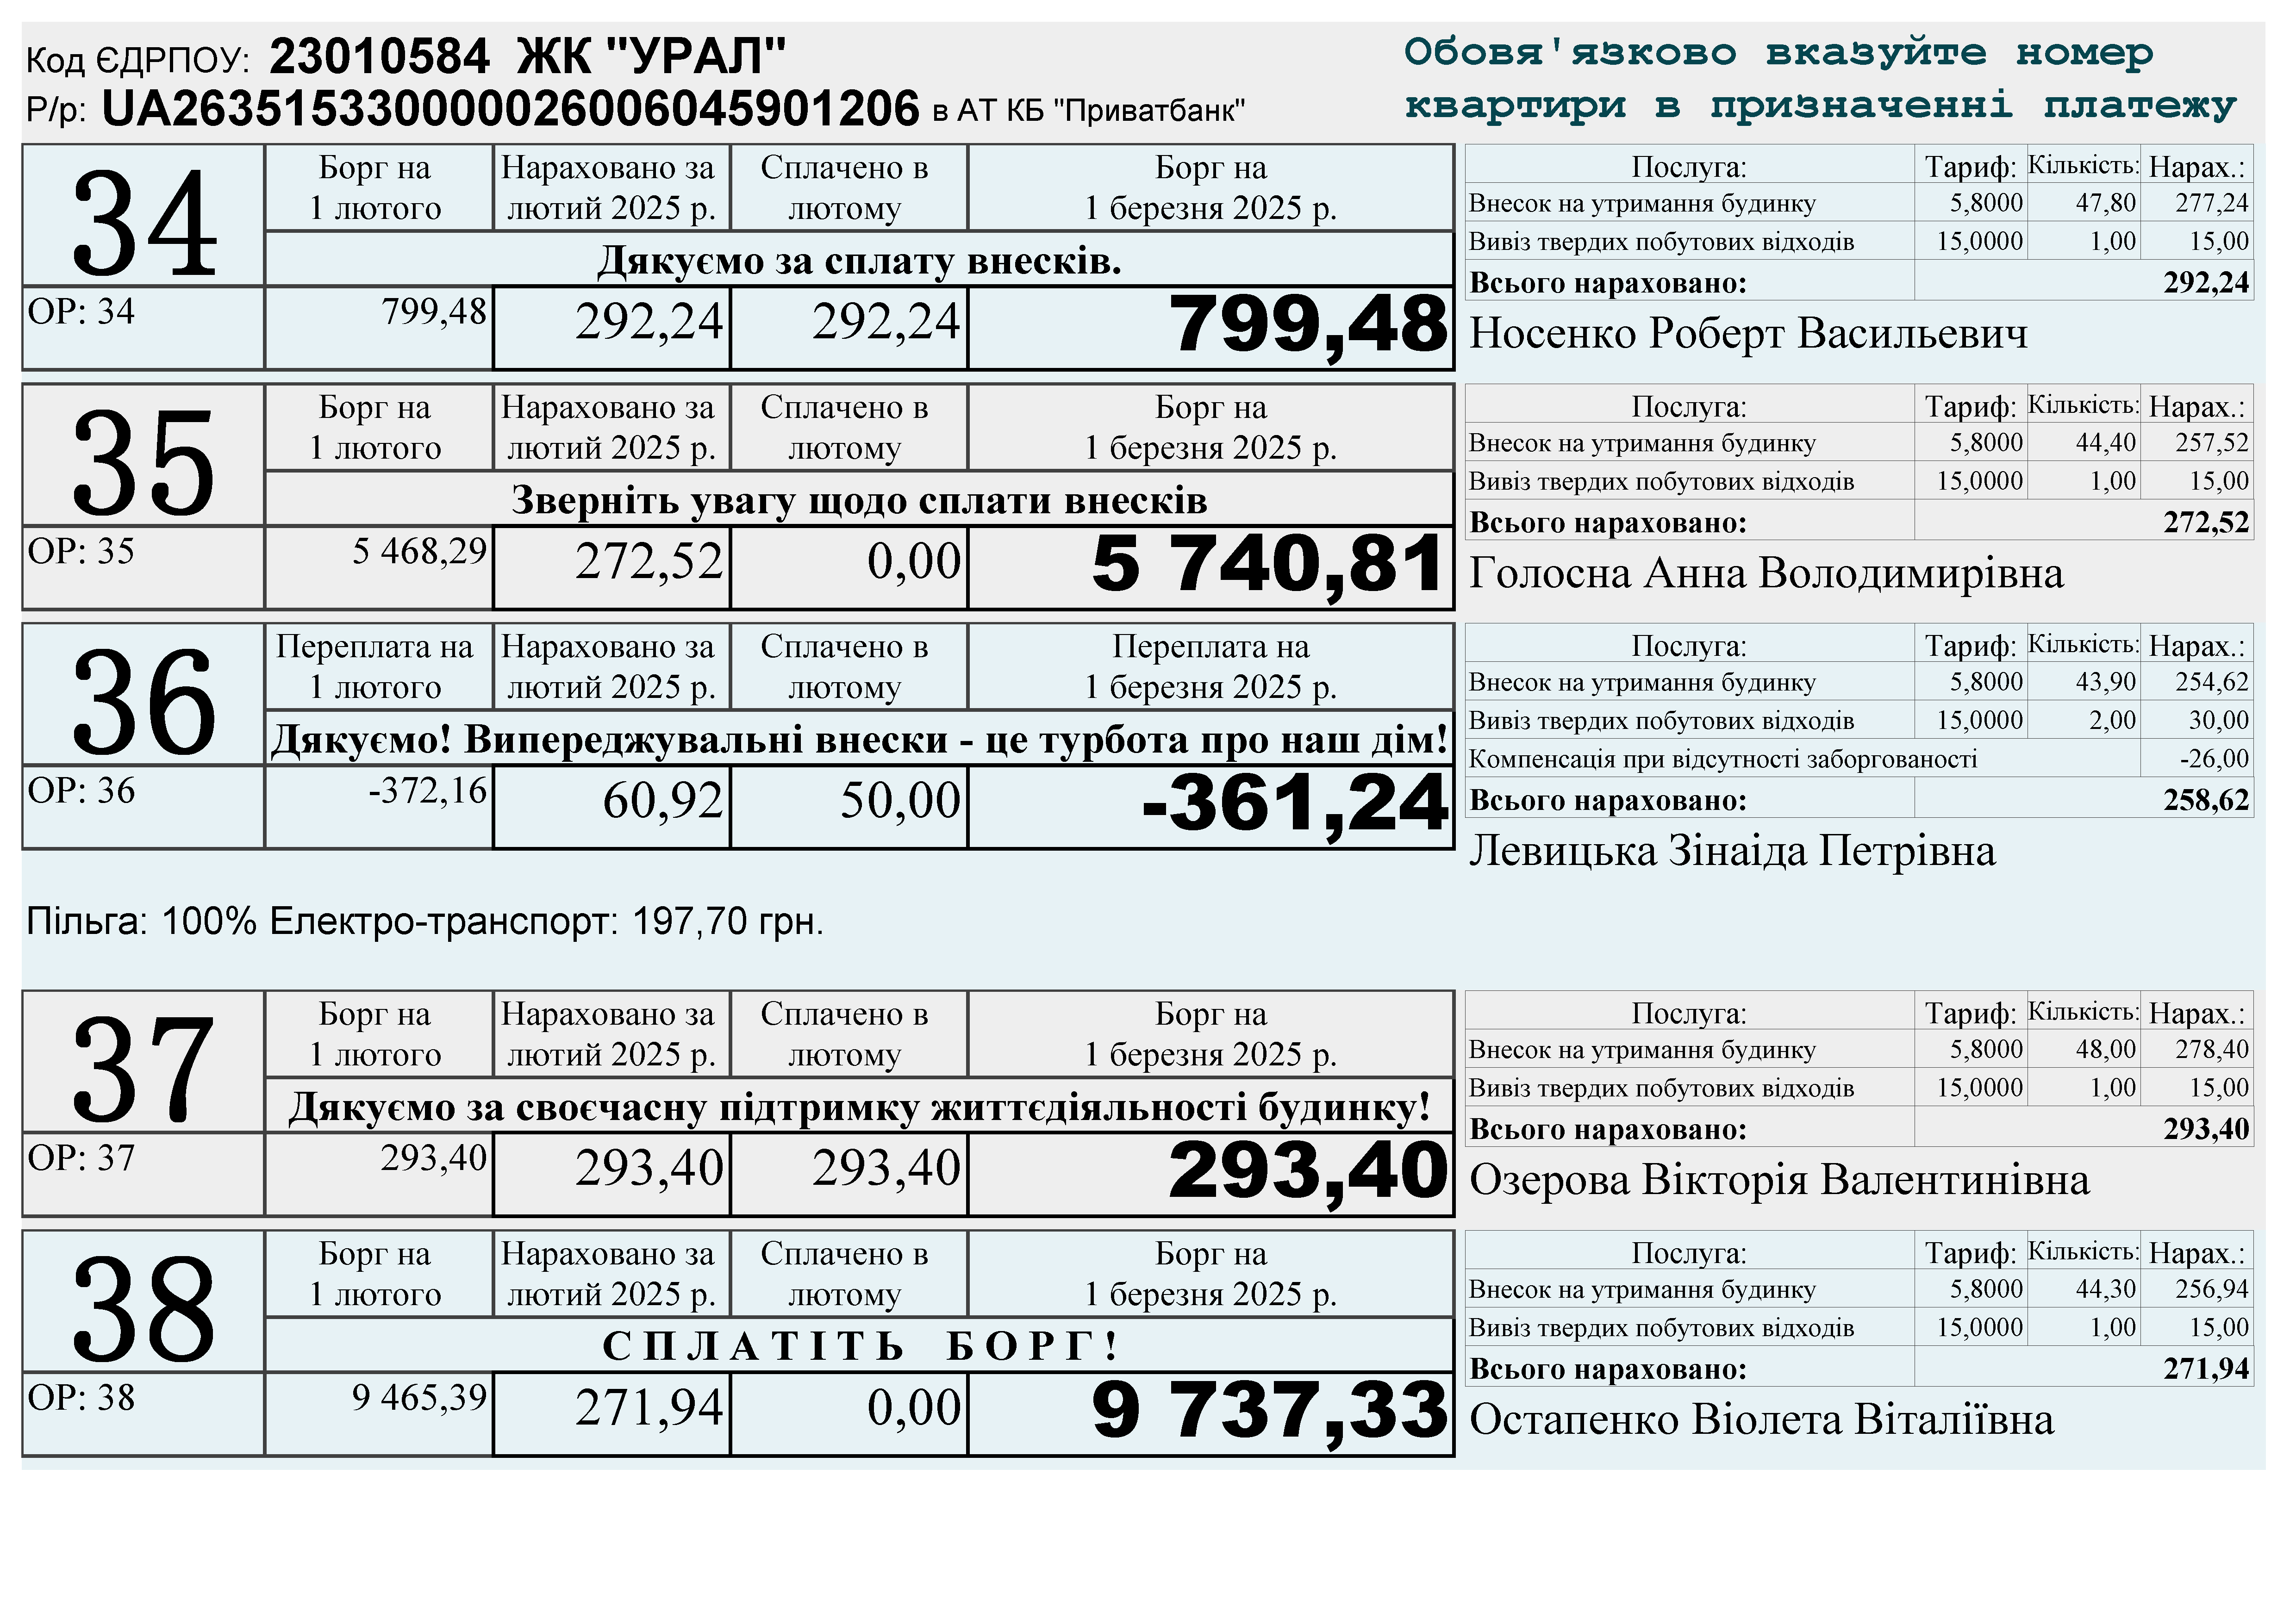 Код ЄДРПОУ: 23010584 ЖК "УРАЛ"
Р/р: UA263515330000026006045901206 в АТ КБ "Приватбанк"
Обов'язково вказуйте номер
квартири в призначенні платежу
34
Борг на 1 лютого
Нараховано за лютий 2025 р.
Сплачено в лютому
Борг на 1 березня 2025 р.
Дякуємо за сплату внесків.
ОР: 34 799,48 292,24 292,24 799,48
Послуга: Тариф: Кількість: Нарах.:
Внесок на утримання будинку 5,8000 47,80 277,24
Вивіз твердих побутових відходів 15,0000 1,00 15,00
Всього нараховано: 292,24
Носенко Роберт Васильевич
35
Борг на 1 лютого
Нараховано за лютий 2025 р.
Сплачено в лютому
Борг на 1 березня 2025 р.
Зверніть увагу щодо сплати внесків
ОР: 35 5 468,29 272,52 0,00 5 740,81
Послуга: Тариф: Кількість: Нарах.:
Внесок на утримання будинку 5,8000 44,40 257,52
Вивіз твердих побутових відходів 15,0000 1,00 15,00
Всього нараховано: 272,52
Голосна Анна Володимирівна
36
Переплата на 1 лютого
Нараховано за лютий 2025 р.
Сплачено в лютому
Переплата на 1 березня 2025 р.
Дякуємо! Випереджувальні внески - це турбота про наш дім!
ОР: 36 -372,16 60,92 50,00 -361,24
Послуга: Тариф: Кількість: Нарах.:
Внесок на утримання будинку 5,8000 43,90 254,62
Вивіз твердих побутових відходів 15,0000 2,00 30,00
Компенсація при відсутності заборгованості -26,00
Всього нараховано: 258,62
Левицька Зінаіда Петрівна
Пільга: 100% Електро-транспорт: 197,70 грн.
37
Борг на 1 лютого
Нараховано за лютий 2025 р.
Сплачено в лютому
Борг на 1 березня 2025 р.
Дякуємо за своєчасну підтримку життєдіяльності будинку!
ОР: 37 293,40 293,40 293,40 293,40
Послуга: Тариф: Кількість: Нарах.:
Внесок на утримання будинку 5,8000 48,00 278,40
Вивіз твердих побутових відходів 15,0000 1,00 15,00
Всього нараховано: 293,40
Озерова Вікторія Валентинівна
38
Борг на 1 лютого
Нараховано за лютий 2025 р.
Сплачено в лютому
Борг на 1 березня 2025 р.
С П Л А Т І Т Ь Б О Р Г !
ОР: 38 9 465,39 271,94 0,00 9 737,33
Послуга: Тариф: Кількість: Нарах.:
Внесок на утримання будинку 5,8000 44,30 256,94
Вивіз твердих побутових відходів 15,0000 1,00 15,00
Всього нараховано: 271,94
Остапенко Віолета Віталіївна